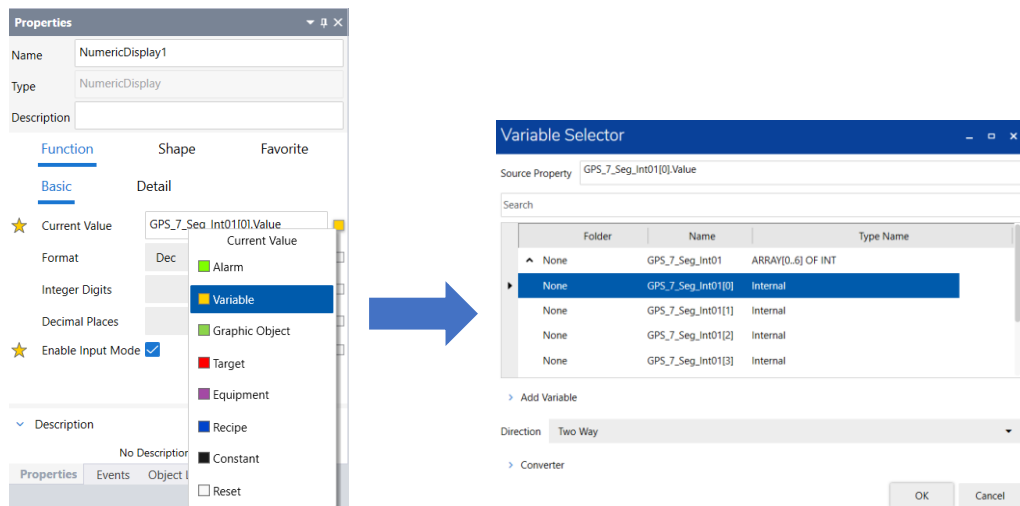 Properties
Name NumericDisplay1
Type NumericDisplay
Description
Function Shape Favorite
Basic Detail
Current Value GPS_7_Seg_Int01[0].Value
Format Dec
Integer Digits
Decimal Places
Enable Input Mode
Current Value
Alarm
Variable
Graphic Object
Target
Equipment
Recipe
Constant
Reset
Description
No Description
Properties Events Object
Variable Selector
Source Property GPS_7_Seg_Int01[0].Value
Search
Folder Name Type Name
None GPS_7_Seg_Int01 ARRAY[0..6] OF INT
None GPS_7_Seg_Int01[0] Internal
None GPS_7_Seg_Int01[1] Internal
None GPS_7_Seg_Int01[2] Internal
None GPS_7_Seg_Int01[3] Internal
Add Variable
Direction Two Way
Converter
OK Cancel